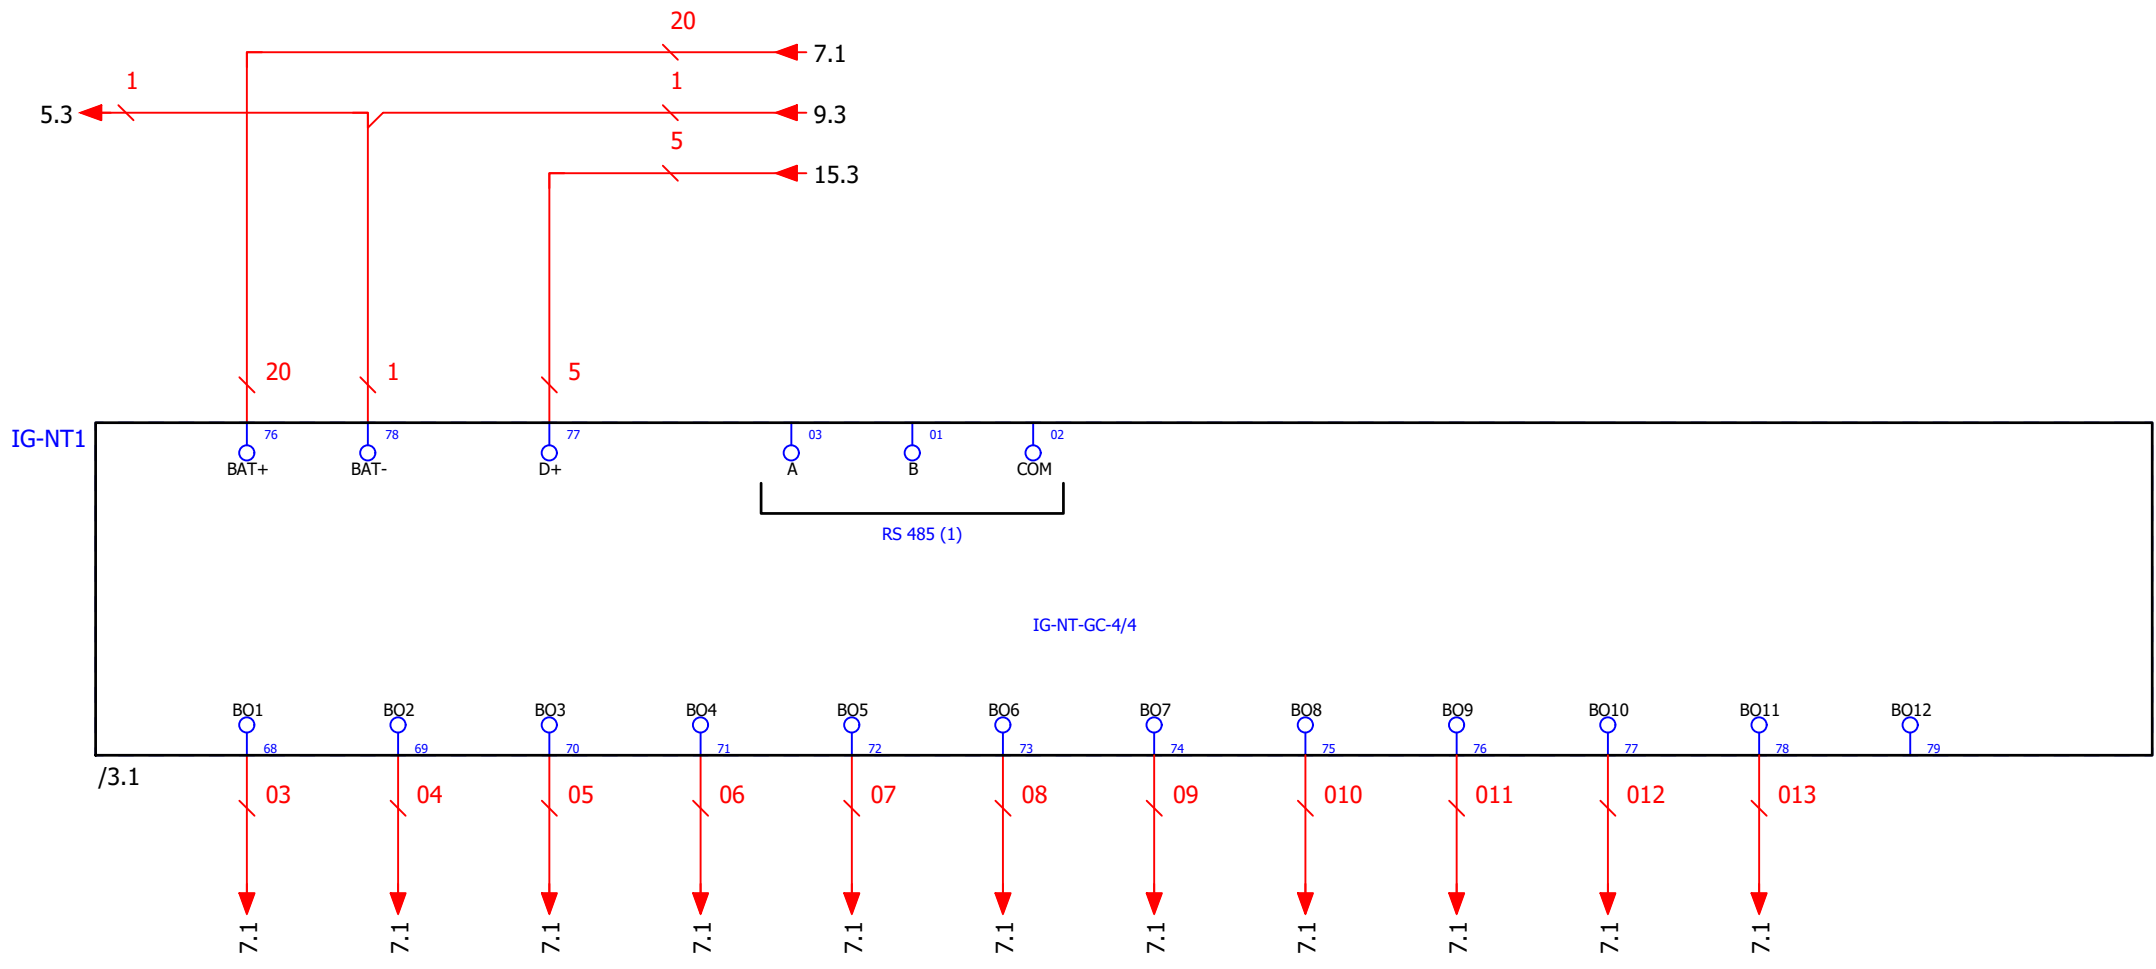 20
7.1
1
1
5.3
9.3
5
15.3
20
1
5
IG-NT1
76
78
77
03
01
02
BAT+
BAT-
D+
A
B
COM
RS 485 (1)
IG-NT-GC-4/4
BO1
BO2
BO3
BO4
BO5
BO6
BO7
BO8
BO9
BO10
BO11
BO12
68
69
70
71
72
73
74
75
76
77
78
79
/3.1
03
04
05
06
07
08
09
010
011
012
013
7.1
7.1
7.1
7.1
7.1
7.1
7.1
7.1
7.1
7.1
7.1